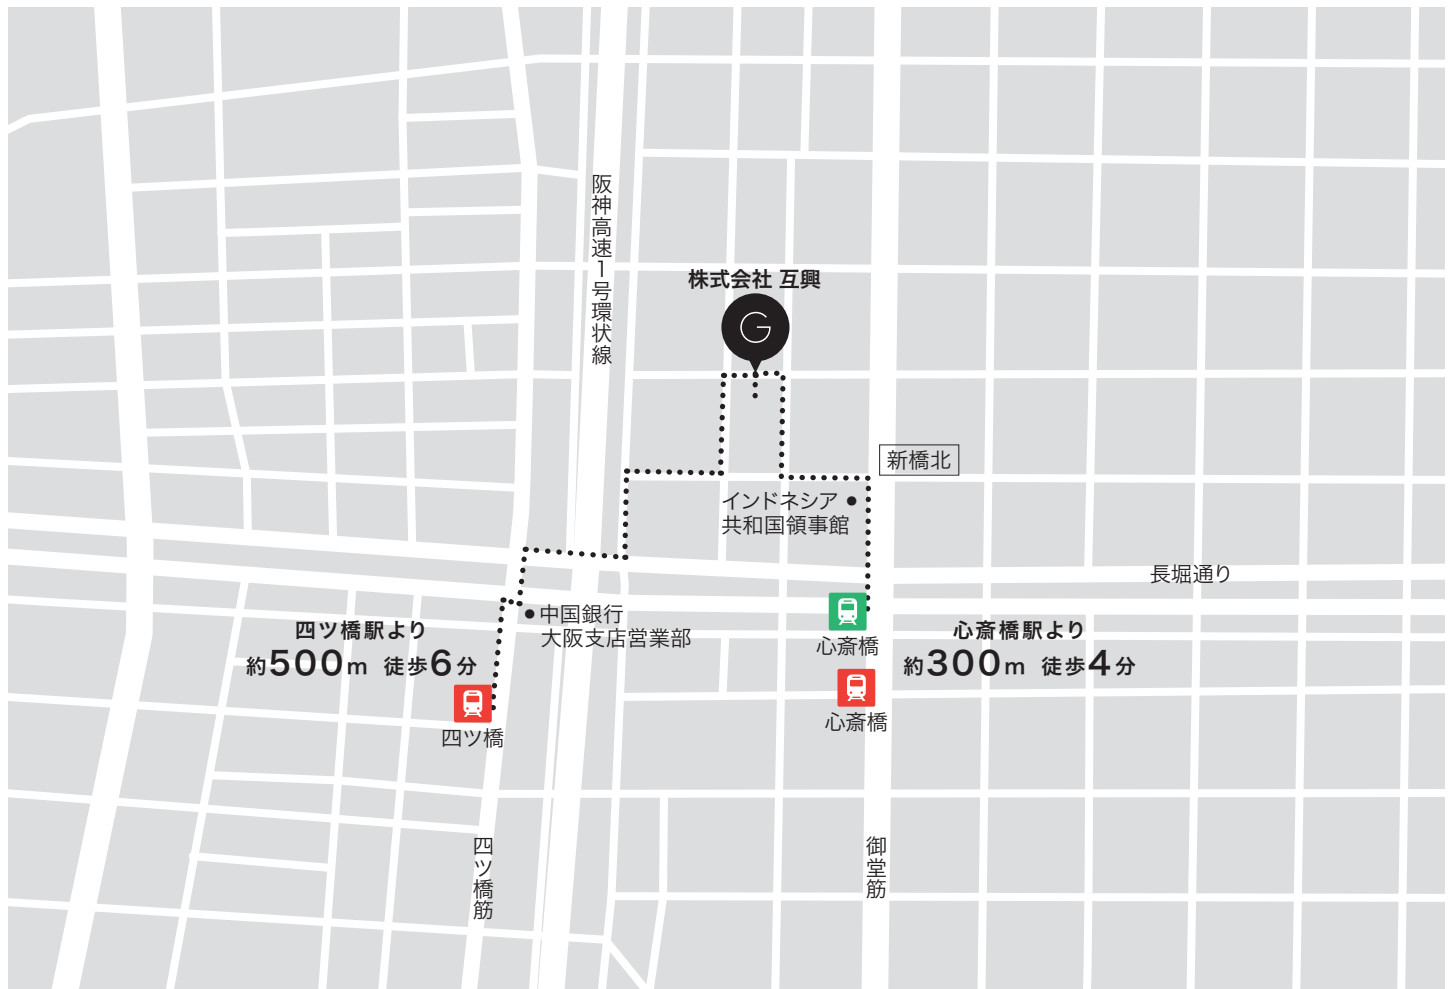 阪神高速1号環状線
株式会社 互興
G
新橋北
インドネシア
共和国領事館
長堀通り
中国銀行
大阪支店営業部
四ツ橋駅より
約500m 徒歩6分
心斎橋
心斎橋駅より
約300m 徒歩4分
心斎橋
四ツ橋
四ツ橋筋
御堂筋